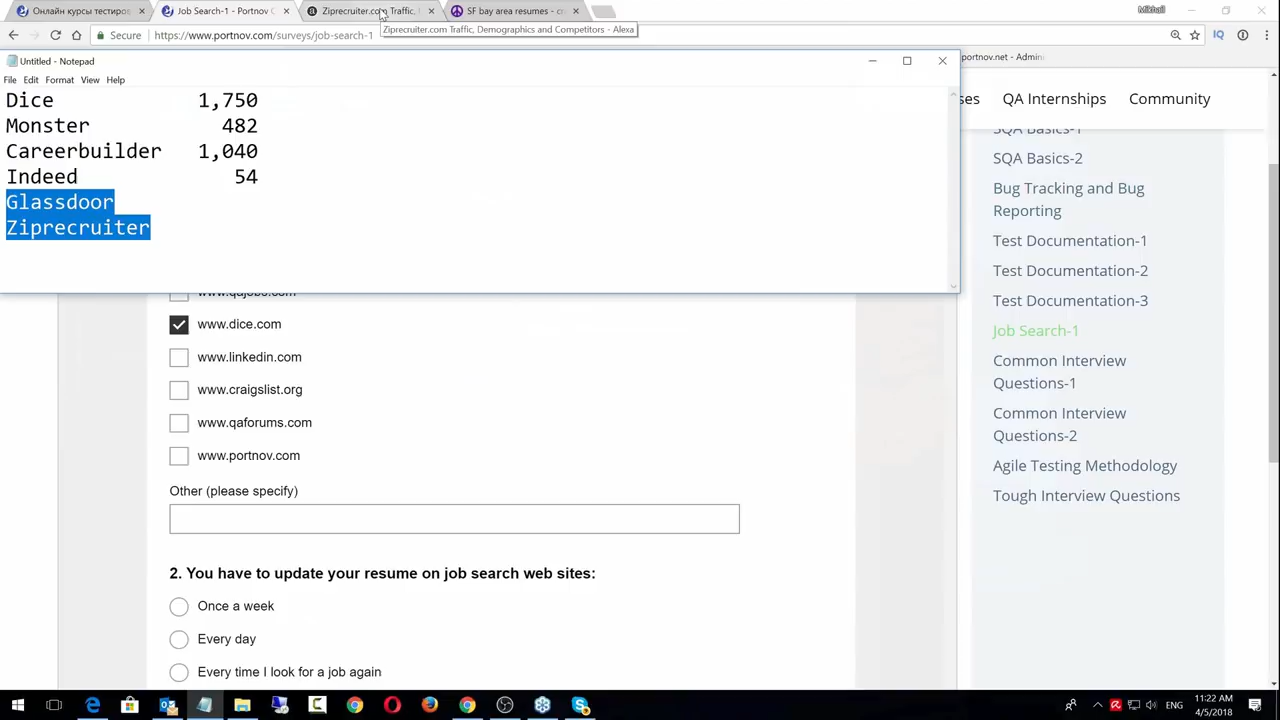 Онлайн курсы тестиров
Job Search-1 - Portnov C
Ziprecruiter.com Traffic,
SF bay area resumes - cr
Mikhail
Secure
https://www.portnov.com/surveys/job-search-1
Ziprecruiter.com Traffic, Demographics and Competitors - Alexa
IQ
Untitled - Notepad
portnov.net - Admin
File Edit Format View Help
Dice 1,750
Monster 482
Careerbuilder 1,040
Indeed 54
Glassdoor
Ziprecruiter
ses
QA Internships
Community
SQA Basics-1
SQA Basics-2
Bug Tracking and Bug
Reporting
Test Documentation-1
Test Documentation-2
Test Documentation-3
Job Search-1
Common Interview
Questions-1
Common Interview
Questions-2
Agile Testing Methodology
Tough Interview Questions
www.qajobs.com
www.dice.com
www.linkedin.com
www.craigslist.org
www.qaforums.com
www.portnov.com
Other (please specify)
2. You have to update your resume on job search web sites:
Once a week
Every day
Every time I look for a job again
ENG
11:22 AM
4/5/2018